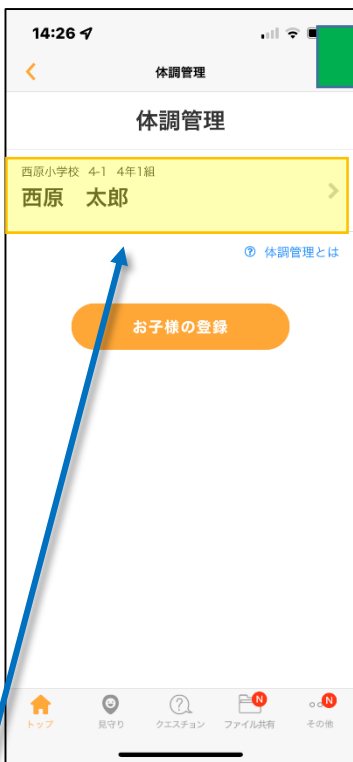 14:26
体調管理
体調管理
西原小学校 4-1 4年1組
西原 太郎
? 体調管理とは
お子様の登録
N N
トップ 見守り クエスチョン ファイル共有 その他